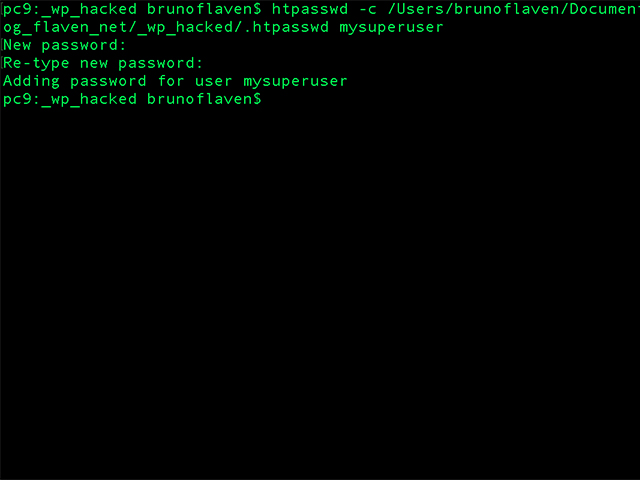 pc9:_wp_hacked brunoflaven$ htpasswd -c /Users/brunoflaven/Documen
og_flaven_net/_wp_hacked/.htpasswd mysuperuser
New password:
Re-type new password:
Adding password for user mysuperuser
pc9:_wp_hacked brunoflaven$